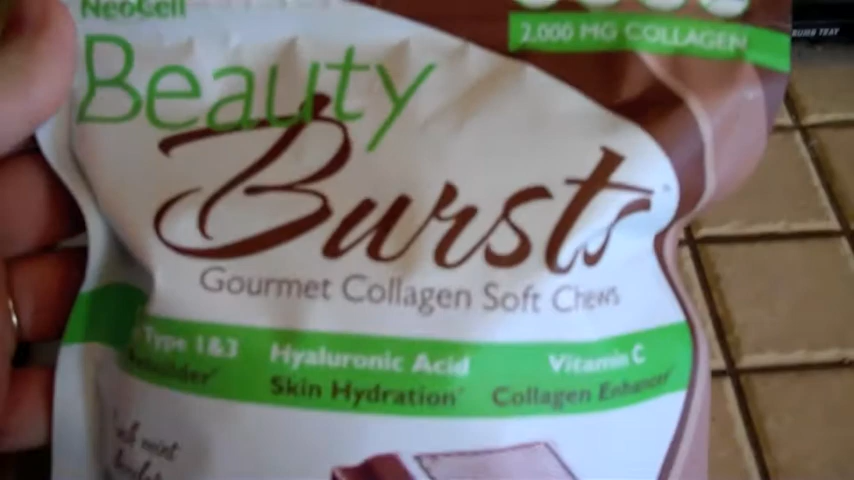 NeoCell
2,000 MG COLLAGEN
Beauty
Bursts
Gourmet Collagen Soft Chews
Type 1&3 Hyaluronic Acid Vitamin C
Skin Hydration* Collagen Enhancer*
mint